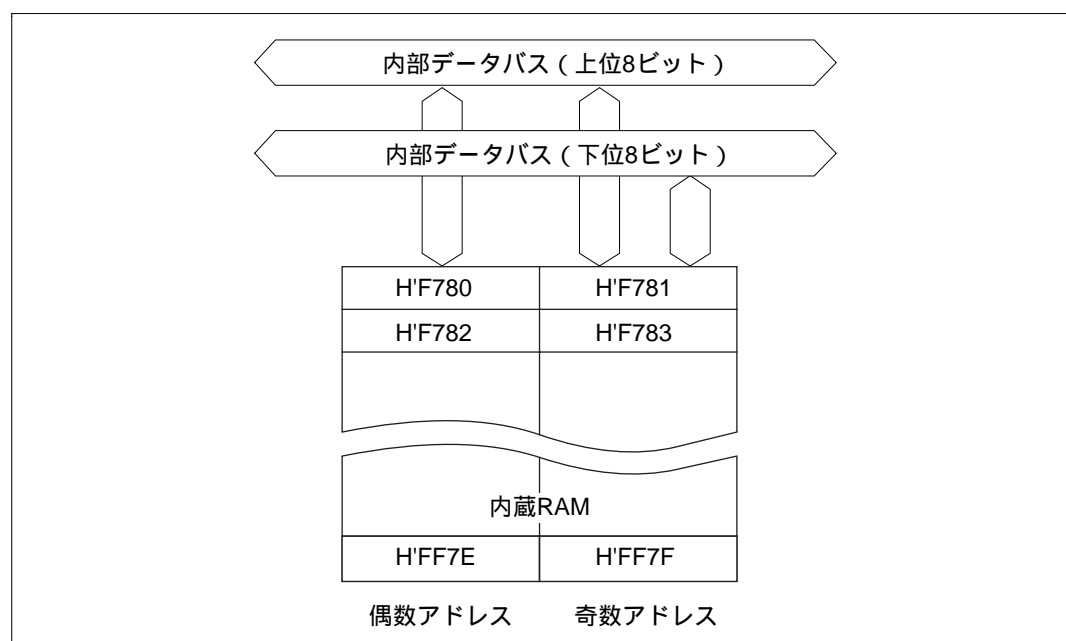 内部データバス（上位8ビット）
内部データバス（下位8ビット）
H'F780 H'F781
H'F782 H'F783
内蔵RAM
H'FF7E H'FF7F
偶数アドレス 奇数アドレス